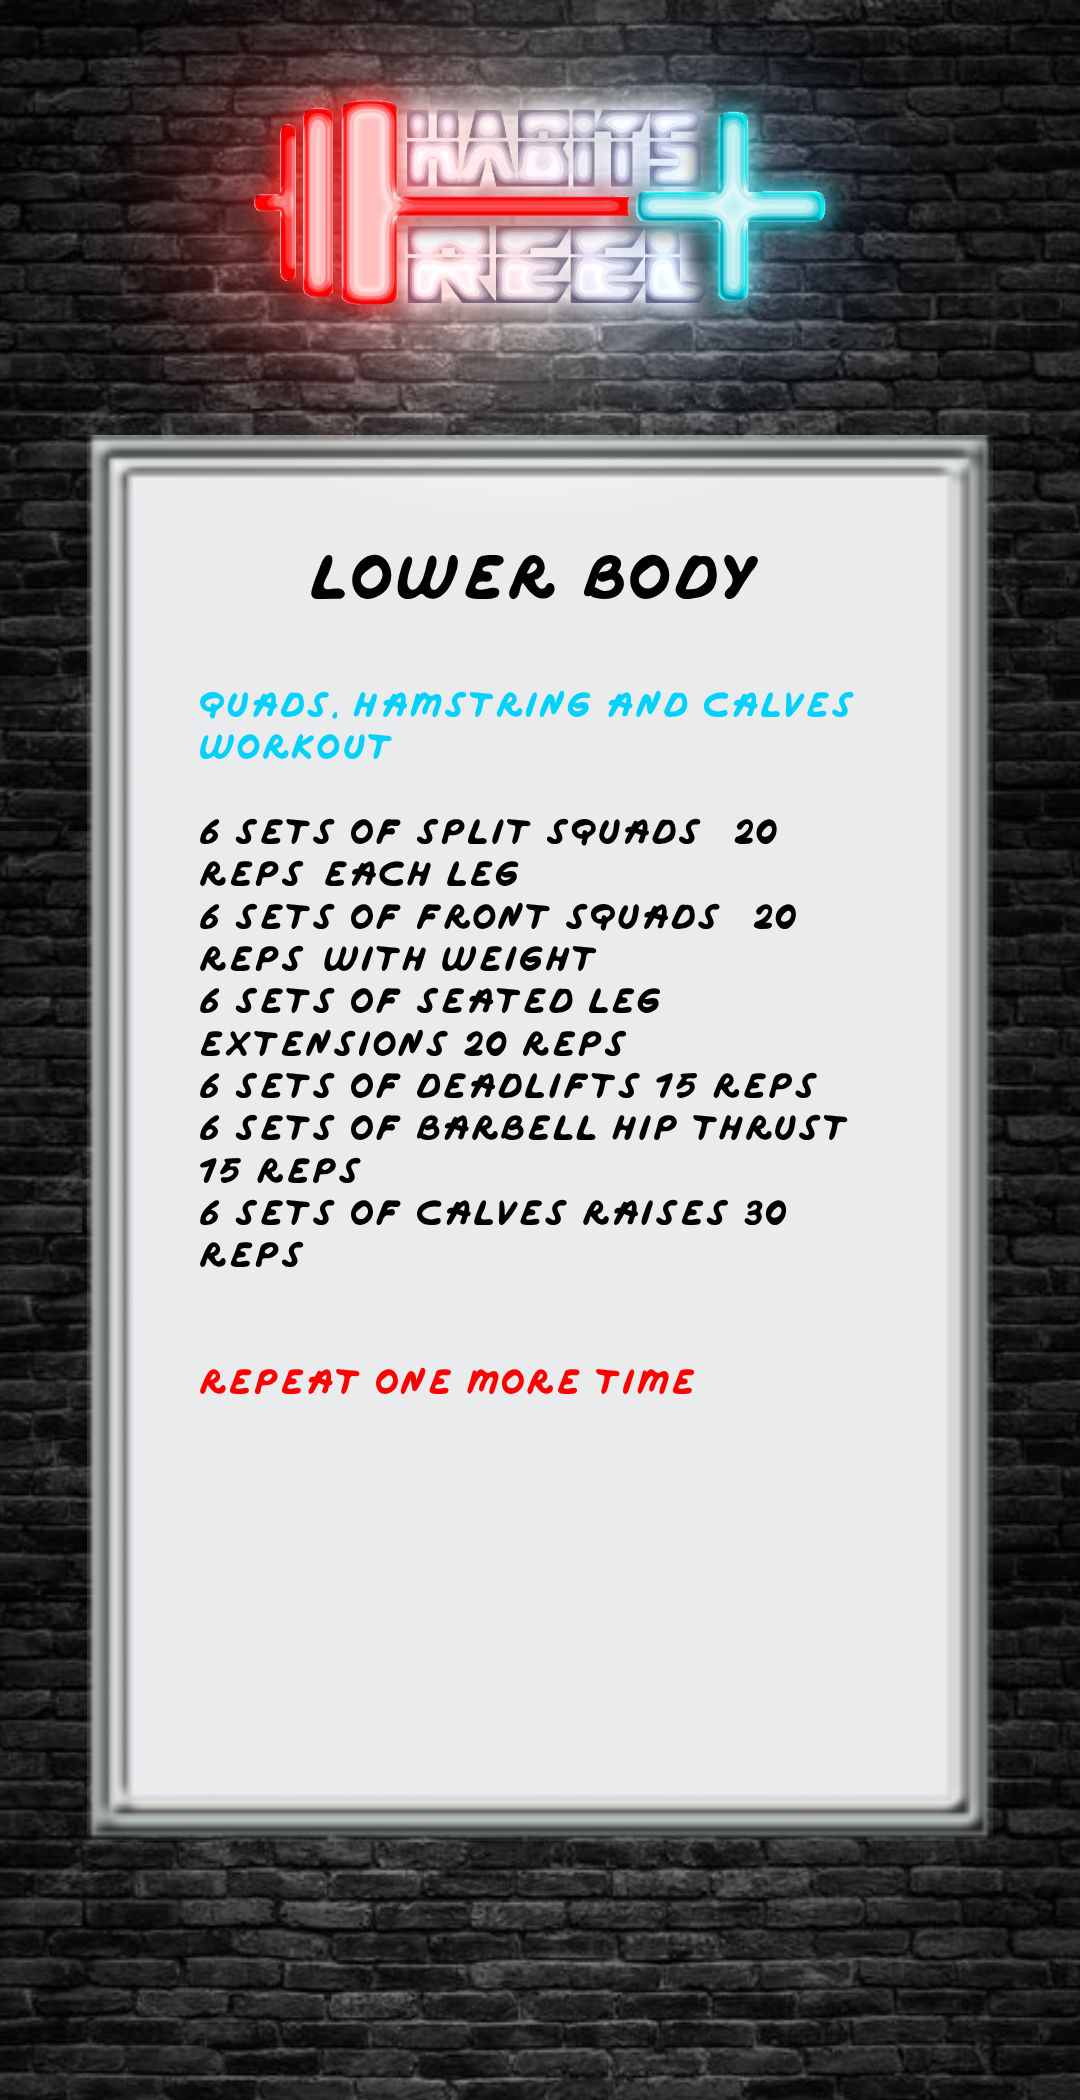 HABITS
REEL
LOWER BODY
QUADS, HAMSTRING AND CALVES
WORKOUT
6 SETS OF SPLIT SQUADS 20
REPS EACH LEG
6 SETS OF FRONT SQUADS 20
REPS WITH WEIGHT
6 SETS OF SEATED LEG
EXTENSIONS 20 REPS
6 SETS OF DEADLIFTS 15 REPS
6 SETS OF BARBELL HIP THRUST
15 REPS
6 SETS OF CALVES RAISES 30
REPS
REPEAT ONE MORE TIME